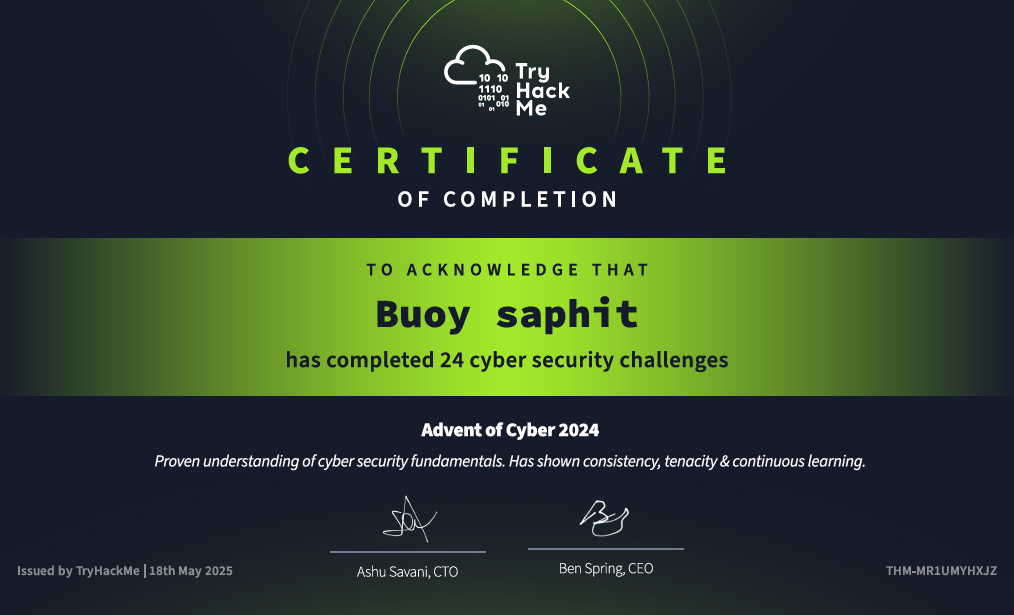 10 10
1110
0101 01
01 010
01
Try
Hack
Me
CERTIFICATE
OF COMPLETION
TO ACKNOWLEDGE THAT
Buoy saphit
has completed 24 cyber security challenges
Advent of Cyber 2024
Proven understanding of cyber security fundamentals. Has shown consistency, tenacity & continuous learning.
Ashu Savani, CTO
Ben Spring, CEO
Issued by TryHackMe | 18th May 2025
THM-MR1UMYHXJZ